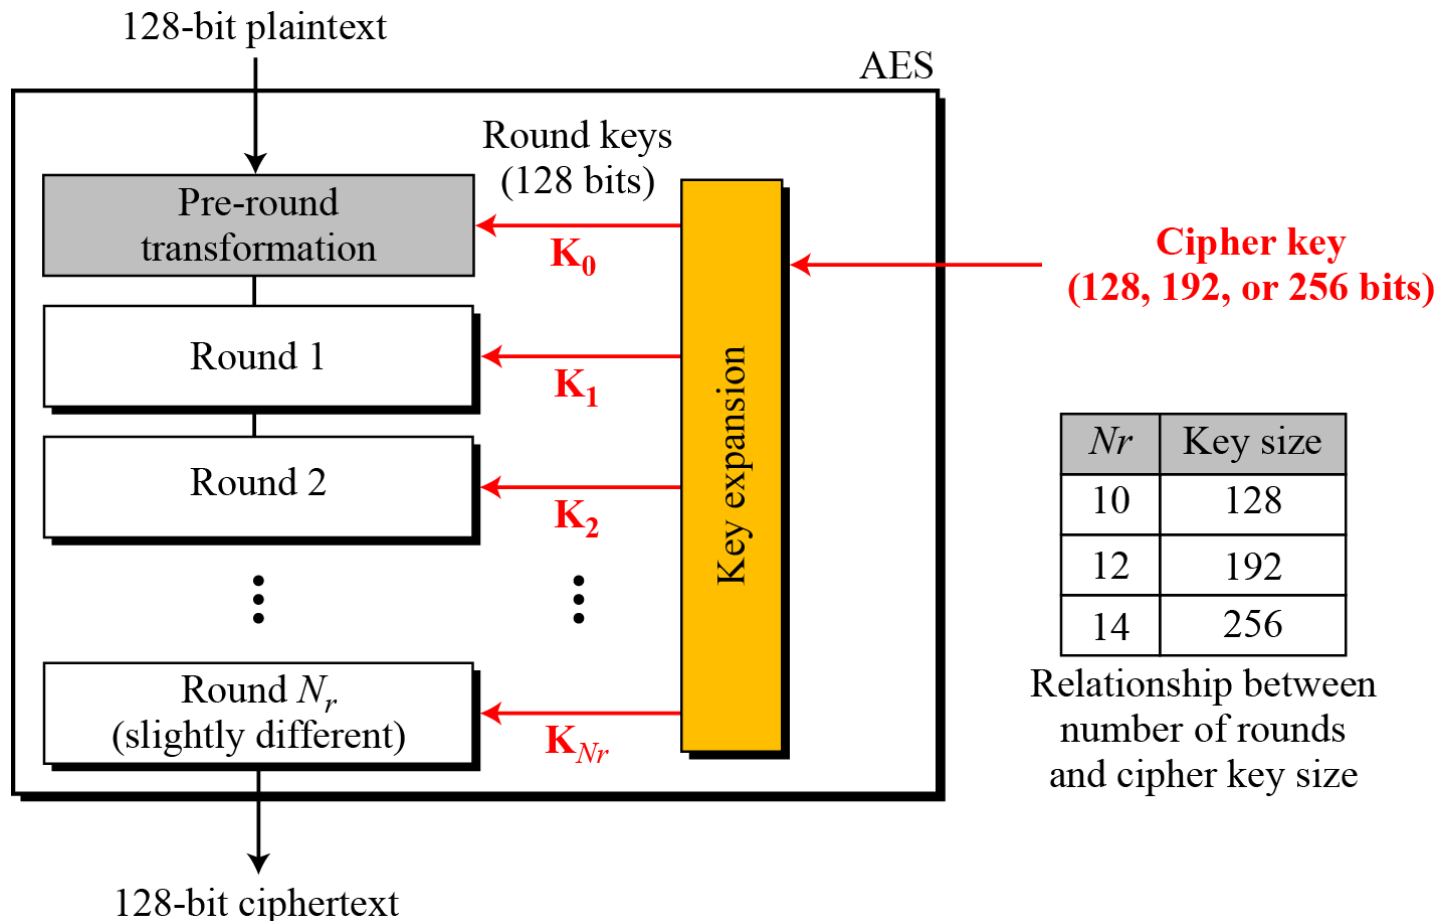 128-bit plaintext
AES
Round keys
(128 bits)
Pre-round
transformation
K0
Cipher key
(128, 192, or 256 bits)
Round 1
K1
Key expansion
Round 2
K2
Round Nr
(slightly different)
KNr
128-bit ciphertext
Nr Key size
10 128
12 192
14 256
Relationship between
number of rounds
and cipher key size